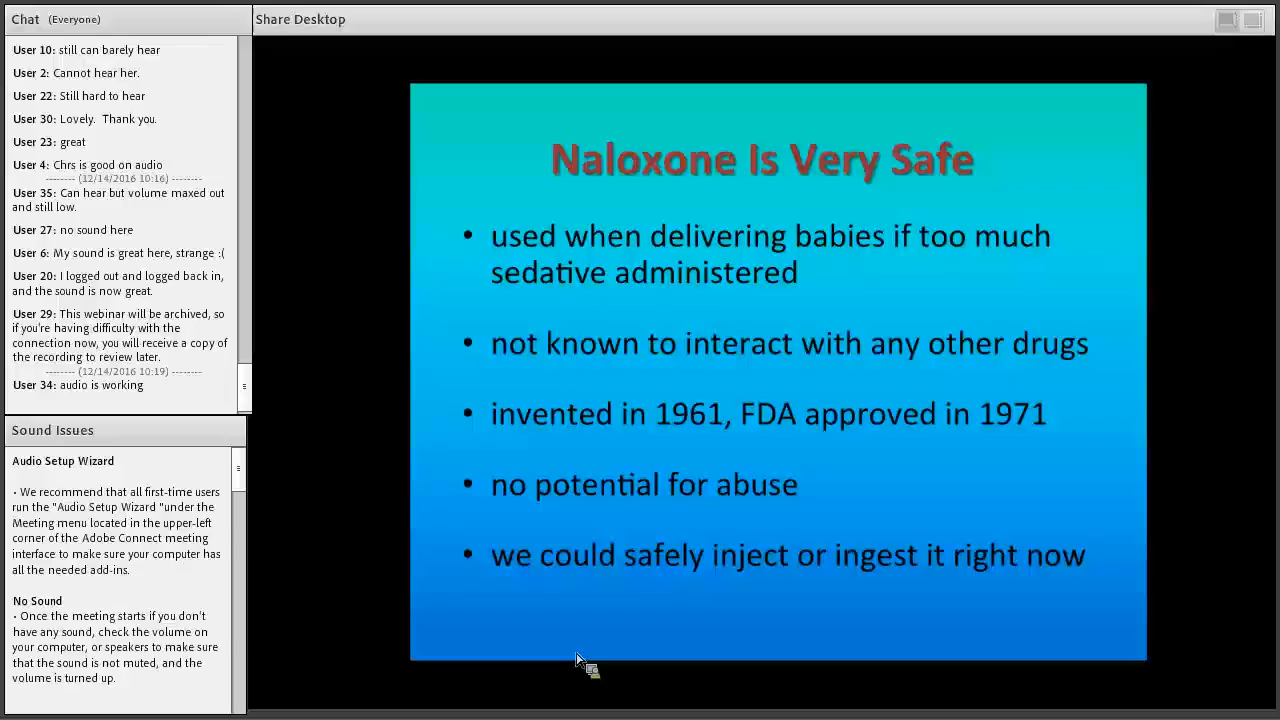 Chat (Everyone)
User 10: still can barely hear
User 2: Cannot hear her.
User 22: Still hard to hear
User 30: Lovely. Thank you.
User 23: great
User 4: Chrs is good on audio
-------- (12/14/2016 10:16) --------
User 35: Can hear but volume maxed out
and still low.
User 27: no sound here
User 6: My sound is great here, strange :(
User 20: I logged out and logged back in,
and the sound is now great.
User 29: This webinar will be archived, so
if you're having difficulty with the
connection now, you will receive a copy of
the recording to review later.
-------- (12/14/2016 10:19) --------
User 34: audio is working
Sound Issues
Audio Setup Wizard
• We recommend that all first-time users
run the "Audio Setup Wizard "under the
Meeting menu located in the upper-left
corner of the Adobe Connect meeting
interface to make sure your computer has
all the needed add-ins.
No Sound
• Once the meeting starts if you don't
have any sound, check the volume on
your computer, or speakers to make sure
that the sound is not muted, and the
volume is turned up.
Share Desktop
Naloxone Is Very Safe
• used when delivering babies if too much
sedative administered
• not known to interact with any other drugs
• invented in 1961, FDA approved in 1971
• no potential for abuse
• we could safely inject or ingest it right now